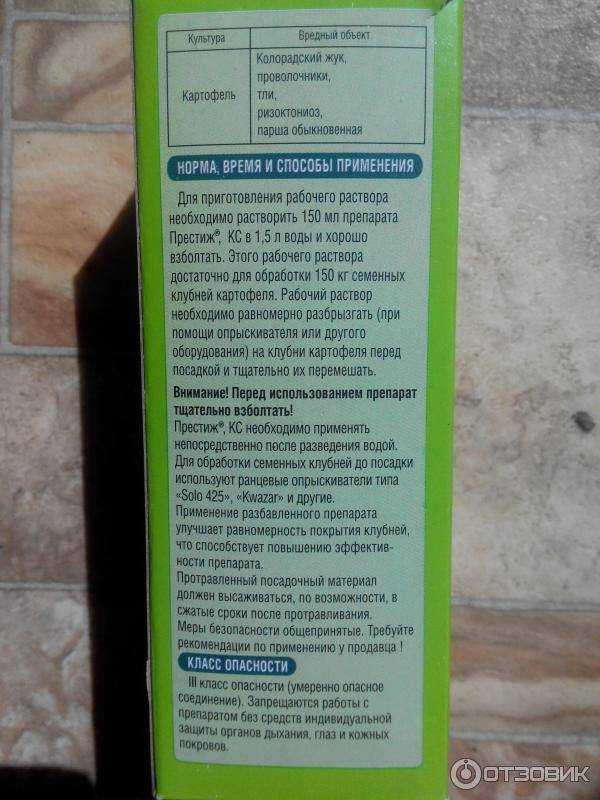 Культура Вредный объект
Картофель
Колорадский жук,
проволочники,
тли,
ризоктониоз,
парша обыкновенная
НОРМА, ВРЕМЯ И СПОСОБЫ ПРИМЕНЕНИЯ
Для приготовления рабочего раствора
необходимо растворить 150 мл препарата
Престиж®, КС в 1,5 л воды и хорошо
взболтать. Этого рабочего раствора
достаточно для обработки 150 кг семенных
клубней картофеля. Рабочий раствор
необходимо равномерно разбрызгать (при
помощи опрыскивателя или другого
оборудования) на клубни картофеля перед
посадкой и тщательно их перемешать.
Внимание! Перед использованием препарат
тщательно взболтать!
Престиж®, КС необходимо применять
непосредственно после разведения водой.
Для обработки семенных клубней до посадки
используют ранцевые опрыскиватели типа
«Solo 425», «Kwazar» и другие.
Применение разбавленного препарата
улучшает равномерность покрытия клубней,
что способствует повышению эффектив-
ности препарата.
Протравленный посадочный материал
должен высаживаться, по возможности, в
сжатые сроки после протравливания.
Меры безопасности общепринятые. Требуйте
рекомендации по применению у продавца !
КЛАСС ОПАСНОСТИ
III класс опасности (умеренно опасное
соединение). Запрещаются работы с
препаратом без средств индивидуальной
защиты органов дыхания, глаз и кожных
покровов.
ОТЗОВИК